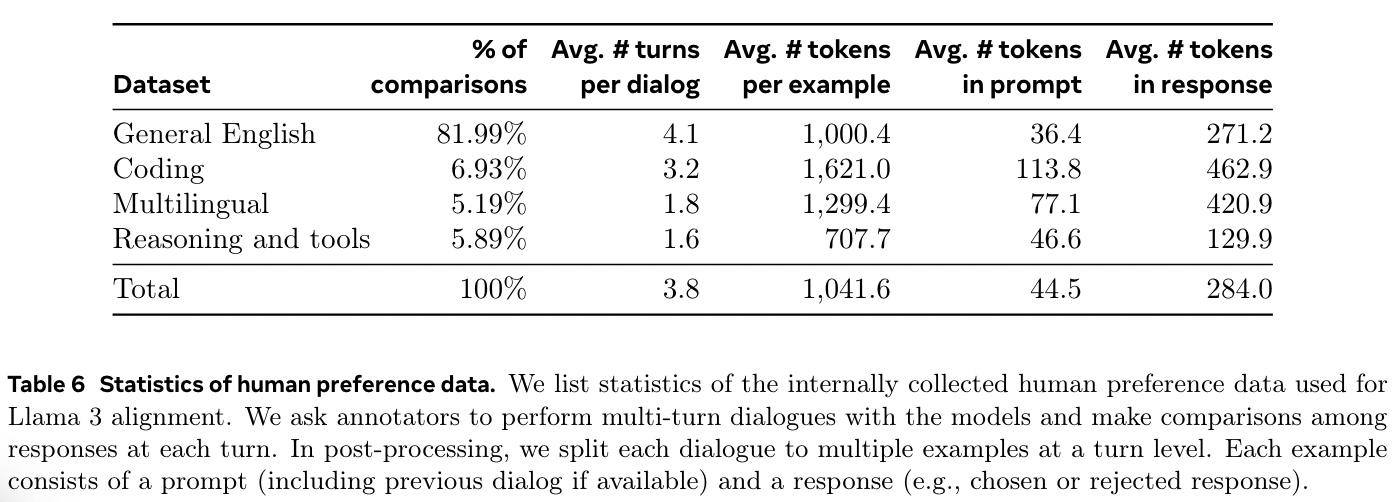 Dataset % of comparisons Avg. # turns per dialog Avg. # tokens per example Avg. # tokens in prompt Avg. # tokens in response
General English 81.99% 4.1 1,000.4 36.4 271.2
Coding 6.93% 3.2 1,621.0 113.8 462.9
Multilingual 5.19% 1.8 1,299.4 77.1 420.9
Reasoning and tools 5.89% 1.6 707.7 46.6 129.9
Total 100% 3.8 1,041.6 44.5 284.0
Table 6 Statistics of human preference data. We list statistics of the internally collected human preference data used for
Llama 3 alignment. We ask annotators to perform multi-turn dialogues with the models and make comparisons among
responses at each turn. In post-processing, we split each dialogue to multiple examples at a turn level. Each example
consists of a prompt (including previous dialog if available) and a response (e.g., chosen or rejected response).